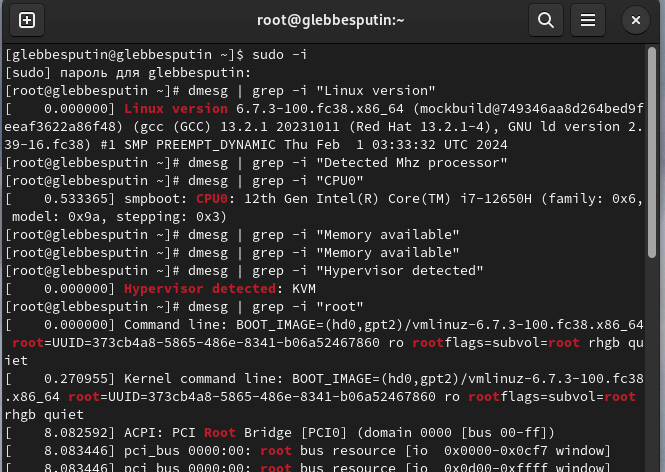 root@glebbesputin:~
[glebbesputin@glebbesputin ~]$ sudo -i
[sudo] пароль для glebbesputin:
[root@glebbesputin ~]# dmesg | grep -i "Linux version"
[    0.000000] Linux version 6.7.3-100.fc38.x86_64 (mockbuild@749346aa8d264bed9f
eeaf3622a86f48) (gcc (GCC) 13.2.1 20231011 (Red Hat 13.2.1-4), GNU ld version 2.
39-16.fc38) #1 SMP PREEMPT_DYNAMIC Thu Feb  1 03:33:32 UTC 2024
[root@glebbesputin ~]# dmesg | grep -i "Detected Mhz processor"
[root@glebbesputin ~]# dmesg | grep -i "CPU0"
[    0.533365] smpboot: CPU0: 12th Gen Intel(R) Core(TM) i7-12650H (family: 0x6,
 model: 0x9a, stepping: 0x3)
[root@glebbesputin ~]# dmesg | grep -i "Memory available"
[root@glebbesputin ~]# dmesg | grep -i "Memory available"
[root@glebbesputin ~]# dmesg | grep -i "Hypervisor detected"
[    0.000000] Hypervisor detected: KVM
[root@glebbesputin ~]# dmesg | grep -i "root"
[    0.000000] Command line: BOOT_IMAGE=(hd0,gpt2)/vmlinuz-6.7.3-100.fc38.x86_64
 root=UUID=373cb4a8-5865-486e-8341-b06a52467860 ro rootflags=subvol=root rhgb qu
iet
[    0.270955] Kernel command line: BOOT_IMAGE=(hd0,gpt2)/vmlinuz-6.7.3-100.fc38
.x86_64 root=UUID=373cb4a8-5865-486e-8341-b06a52467860 ro rootflags=subvol=root
rhgb quiet
[    8.082592] ACPI: PCI Root Bridge [PCI0] (domain 0000 [bus 00-ff])
[    8.083446] pci_bus 0000:00: root bus resource [io  0x0000-0x0cf7 window]
[    8.083446] pci_bus 0000:00: root bus resource [io  0x0d00-0xffff window]